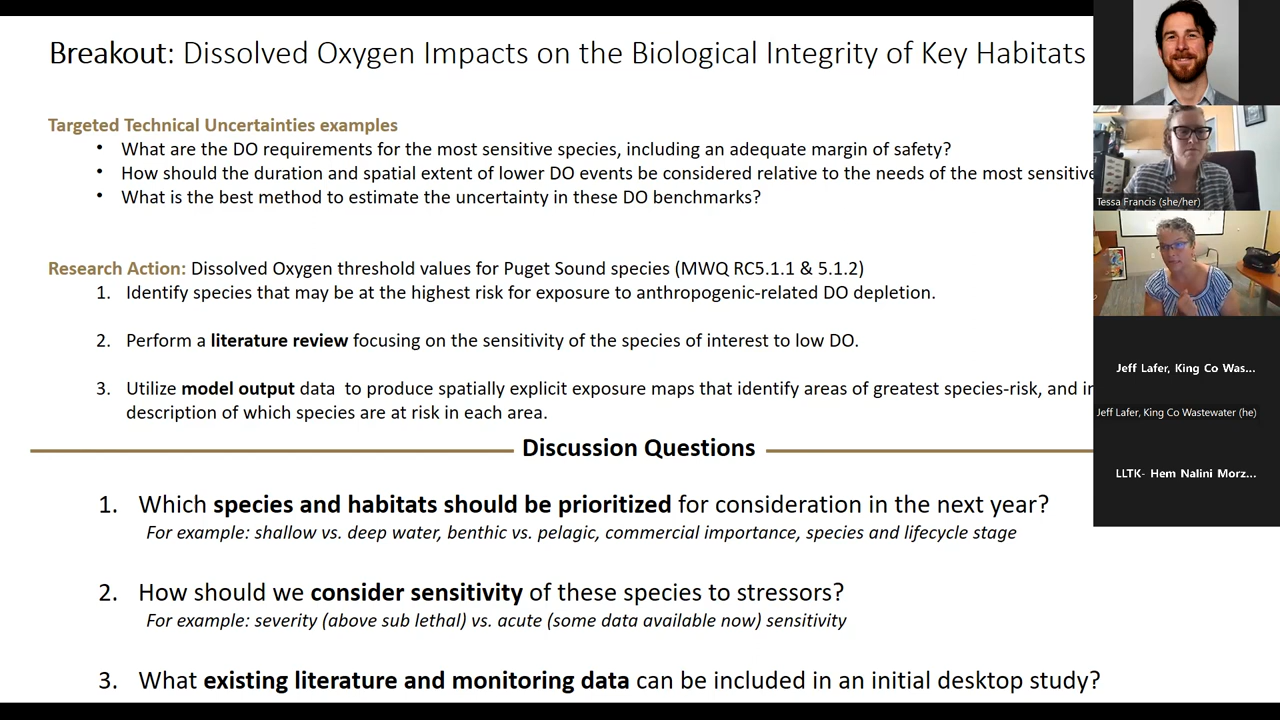 Breakout: Dissolved Oxygen Impacts on the Biological Integrity of Key Habitats
Targeted Technical Uncertainties examples
• What are the DO requirements for the most sensitive species, including an adequate margin of safety?
• How should the duration and spatial extent of lower DO events be considered relative to the needs of the most sensitive
• What is the best method to estimate the uncertainty in these DO benchmarks?
Research Action: Dissolved Oxygen threshold values for Puget Sound species (MWQ RC5.1.1 & 5.1.2)
1. Identify species that may be at the highest risk for exposure to anthropogenic-related DO depletion.
2. Perform a literature review focusing on the sensitivity of the species of interest to low DO.
3. Utilize model output data to produce spatially explicit exposure maps that identify areas of greatest species-risk, and
description of which species are at risk in each area.
Discussion Questions
1. Which species and habitats should be prioritized for consideration in the next year?
For example: shallow vs. deep water, benthic vs. pelagic, commercial importance, species and lifecycle stage
2. How should we consider sensitivity of these species to stressors?
For example: severity (above sub lethal) vs. acute (some data available now) sensitivity
3. What existing literature and monitoring data can be included in an initial desktop study?
Tessa Francis (she/her)
Jeff Lafer, King Co Was...
Jeff Lafer, King Co Wastewater (he)
LLTK- Hem Nalini Morz...